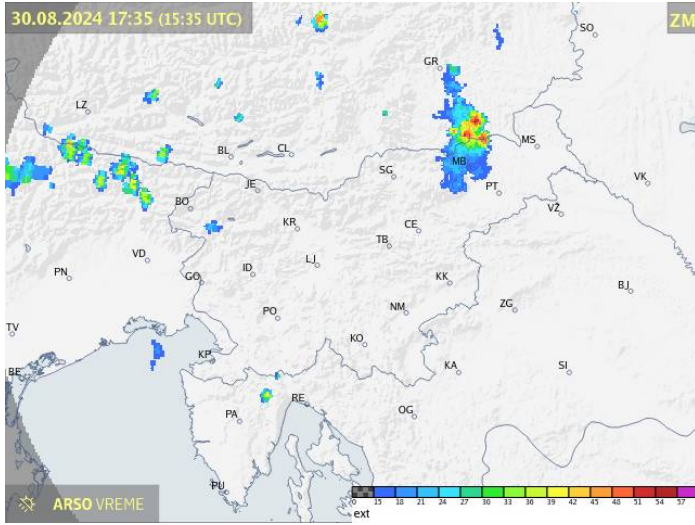 30.08.2024 17:35 (15:35 UTC)
ZM
SO
GR
LZ
MS
BL
CL
MB
SG
PT
VK
JE
BO
VŽ
KR
CE
TB
VD
LJ
PN
GO
ID
KK
BJ
PO
NM
ZG
TV
KP
KO
BE
KA
SI
RE
PA
OG
PU
ARSO VREME
0 15 18 21 24 27 30 33 36 39 42 45 48 51 54 57
ext